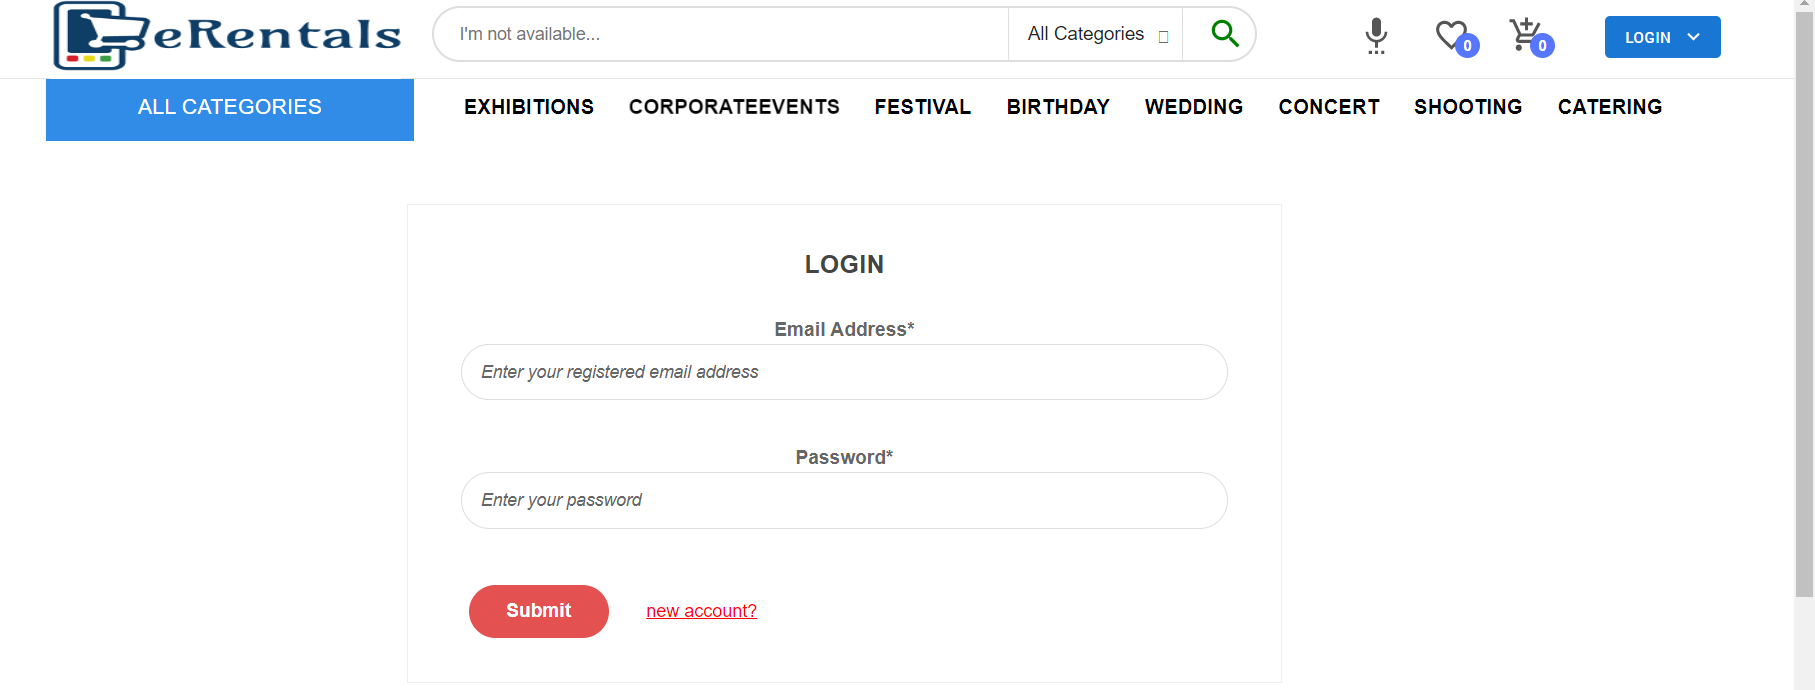 eRentals
I'm not available...
All Categories
0
0
LOGIN
ALL CATEGORIES
EXHIBITIONS
CORPORATEEVENTS
FESTIVAL
BIRTHDAY
WEDDING
CONCERT
SHOOTING
CATERING
LOGIN
Email Address*
Enter your registered email address
Password*
Enter your password
Submit
new account?